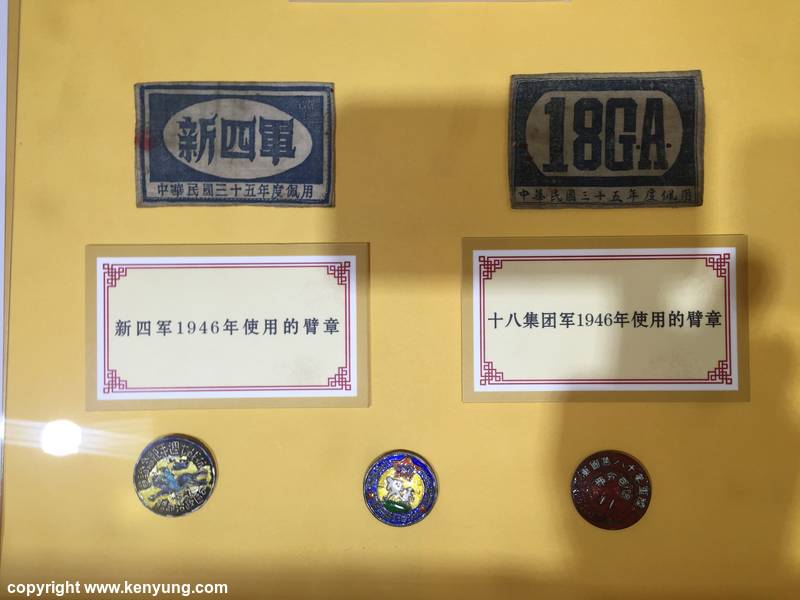 新四軍
中華民國三十五年度佩用
18G.A.
中華民國三十五年度佩用
新四军1946年使用的臂章
十八集团军1946年使用的臂章
copyright www.kenyung.com